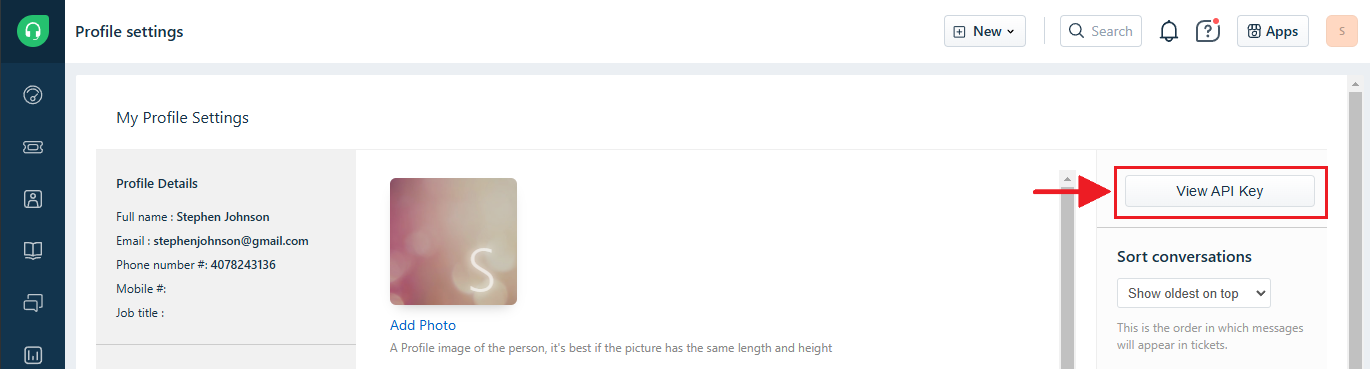 Profile settings
New
Search
Apps
S
My Profile Settings
Profile Details
Full name : Stephen Johnson
Email : stephenjohnson@gmail.com
Phone number #: 4078243136
Mobile #:
Job title :
S
Add Photo
A Profile image of the person, it's best if the picture has the same length and height
View API Key
Sort conversations
Show oldest on top
This is the order in which messages
will appear in tickets.